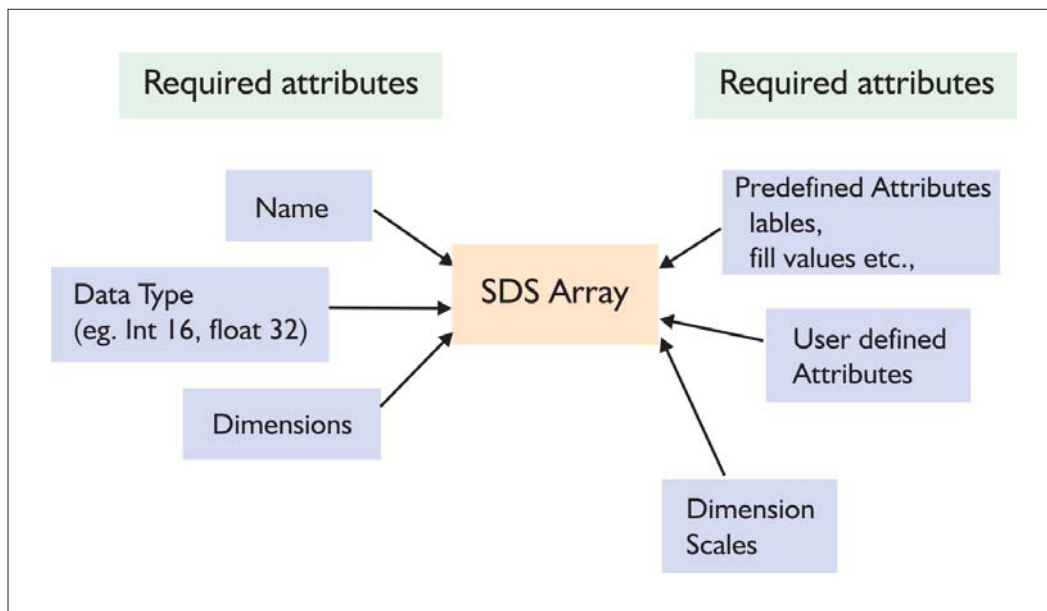 Required attributes
Required attributes
Name
Data Type
(eg. Int 16, float 32)
Dimensions
SDS Array
Predefined Attributes
lables,
fill values etc.,
User defined
Attributes
Dimension
Scales